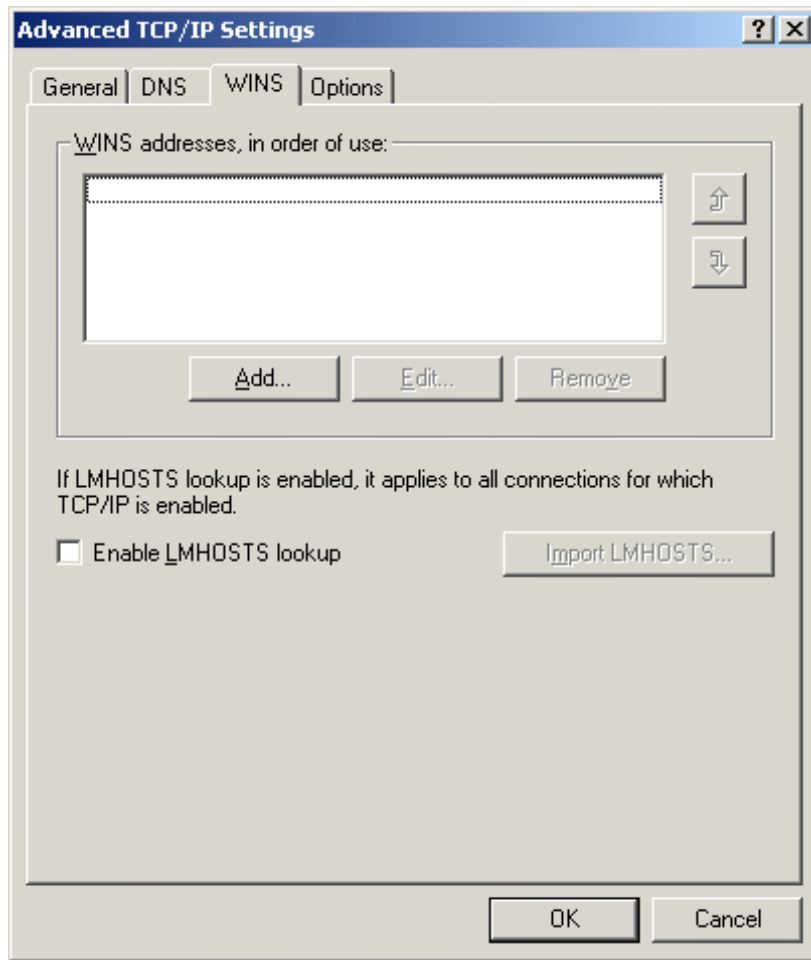 Advanced TCP/IP Settings
General
DNS
WINS
Options
WINS addresses, in order of use:
Add...
Edit...
Remove
If LMHOSTS lookup is enabled, it applies to all connections for which
TCP/IP is enabled.
Enable LMHOSTS lookup
Import LMHOSTS...
OK
Cancel